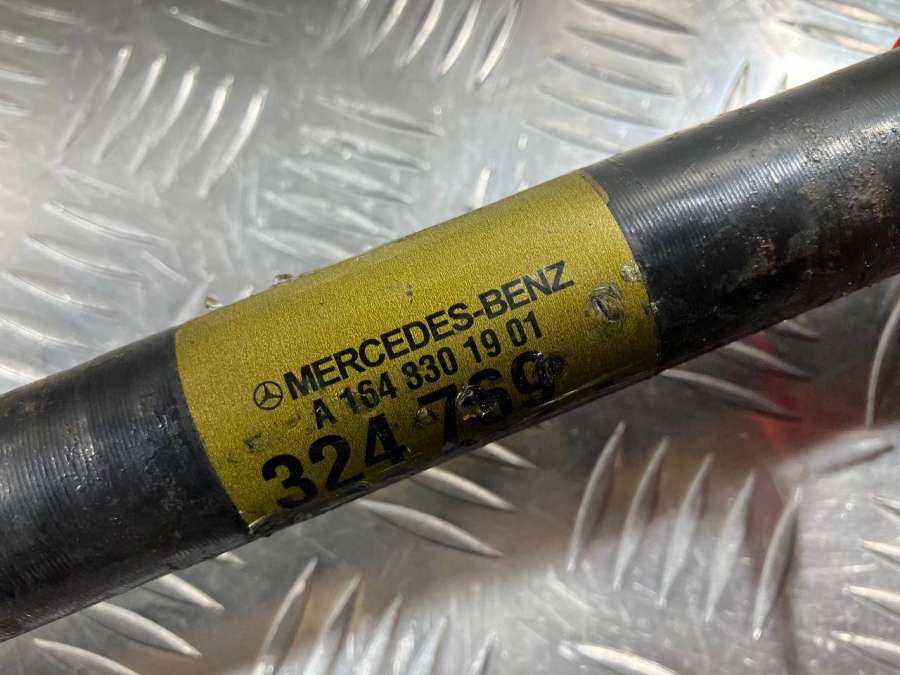 MERCEDES-BENZ
A 164 330 19 01
324 769